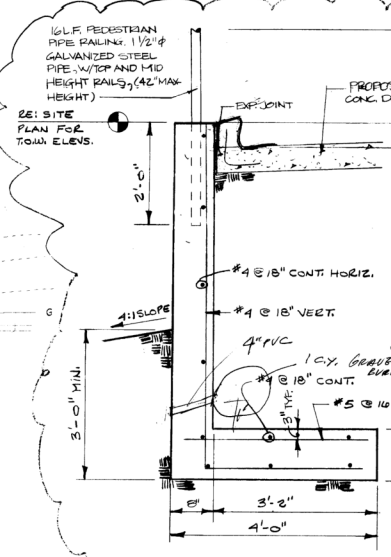 16 L.F. PEDESTRIAN
PIPE RAILING. 1 1/2"Φ
GALVANIZED STEEL
PIPE, W/TOP AND MID
HEIGHT RAILS, (42" MAX
HEIGHT)
RE: SITE
PLAN FOR
T.O.W. ELEVS.
EXP. JOINT
CONC. D
2'-0"
#4 @ 18" CONT. HORIZ.
#4 @ 18" VERT.
4:1 SLOPE
4" PVC
1 C.Y.
#4 @ 18" CONT.
3" TYP.
#5 @ 16
3'-0" MIN.
8"
3'-2"
4'-0"
G